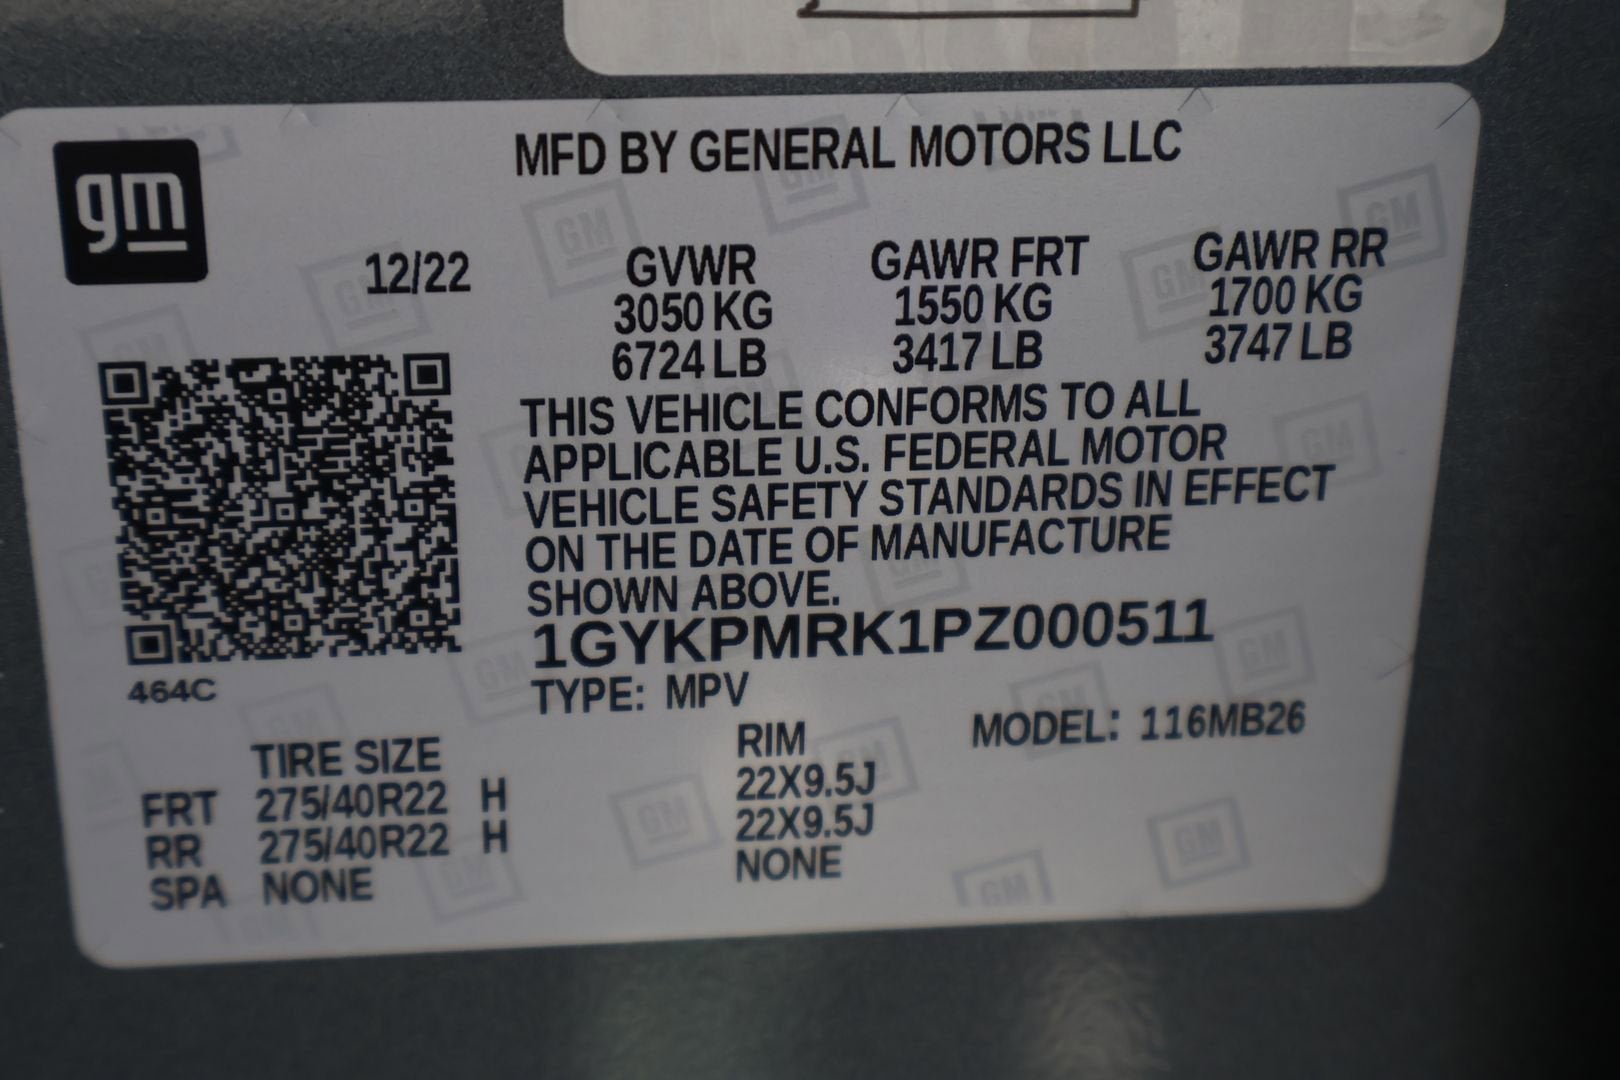 gm
MFD BY GENERAL MOTORS LLC
12/22 GVWR GAWR FRT GAWR RR
3050 KG 1550 KG 1700 KG
6724 LB 3417 LB 3747 LB
THIS VEHICLE CONFORMS TO ALL
APPLICABLE U.S. FEDERAL MOTOR
VEHICLE SAFETY STANDARDS IN EFFECT
ON THE DATE OF MANUFACTURE
SHOWN ABOVE.
1GYKPMRK1PZ000511
464C
TYPE: MPV
MODEL: 116MB26
TIRE SIZE RIM
FRT 275/40R22 H 22X9.5J
RR 275/40R22 H 22X9.5J
SPA NONE NONE